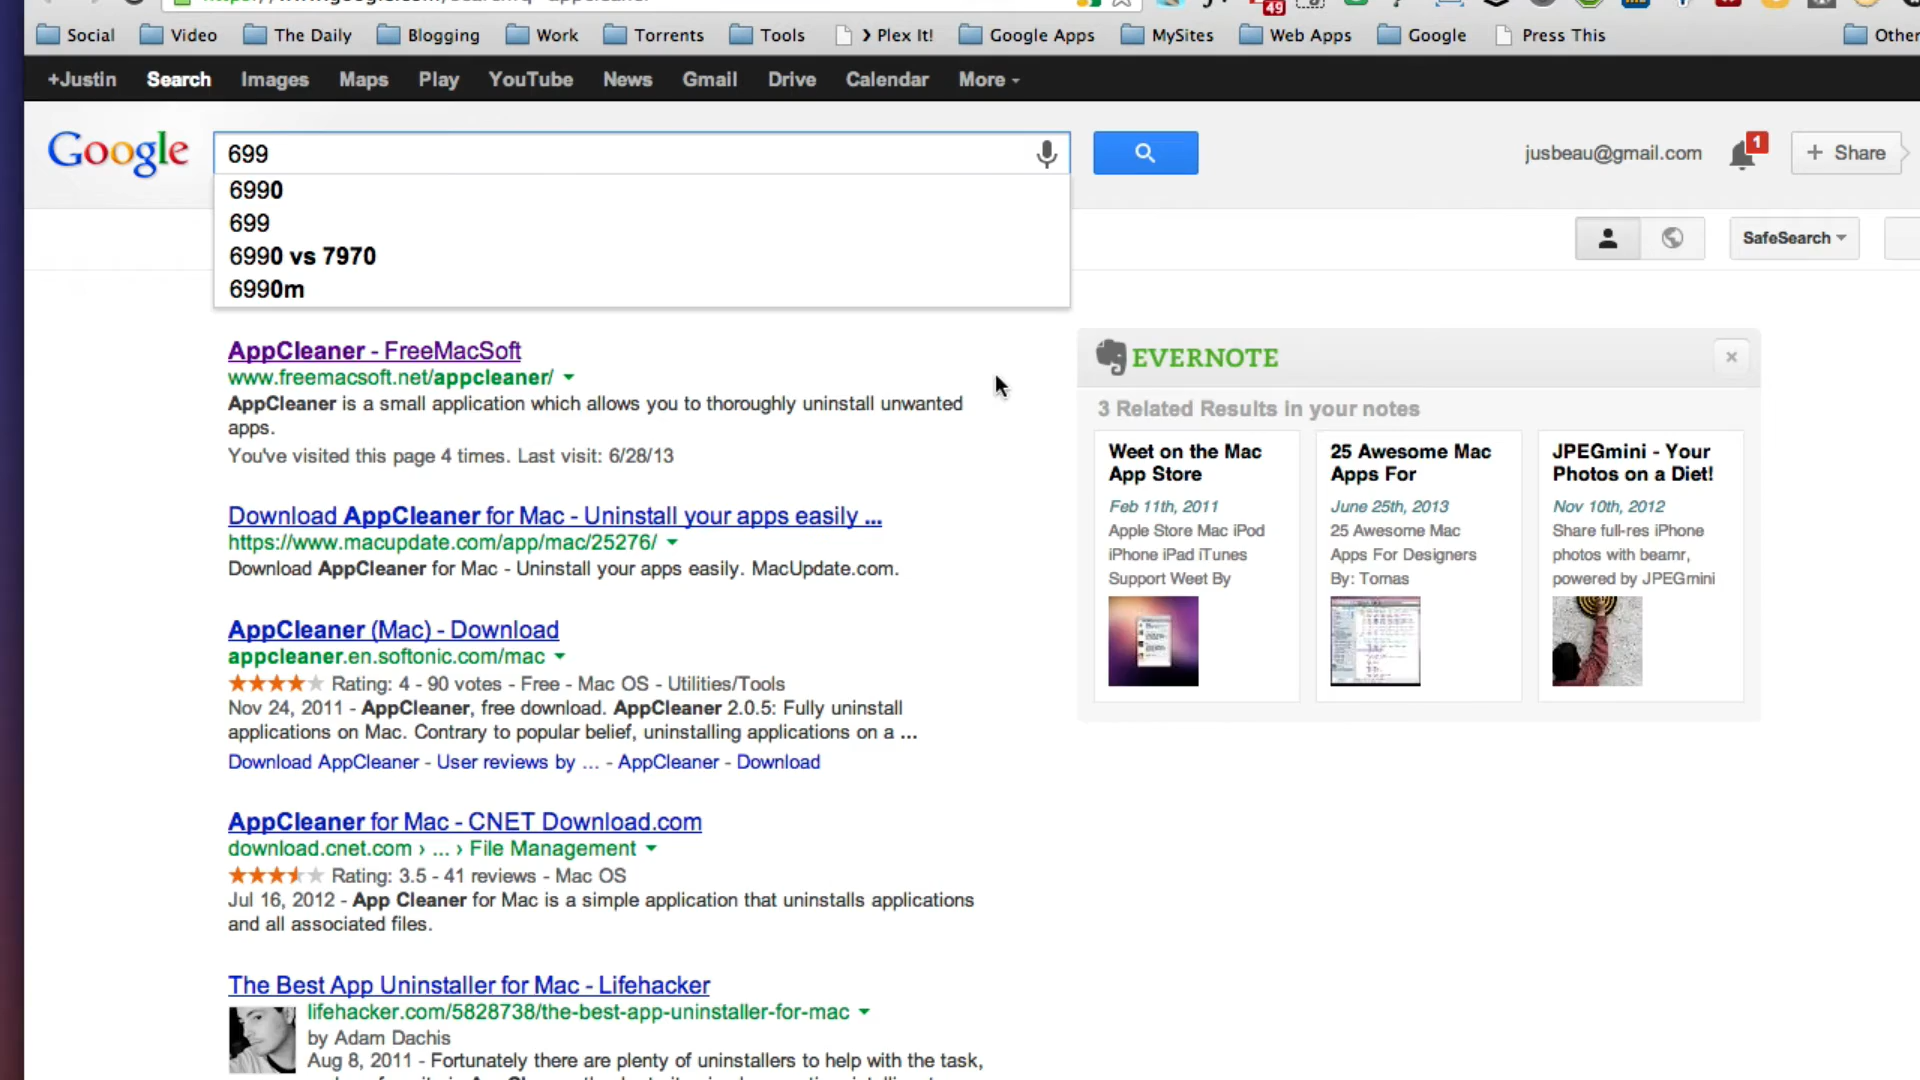 49
Social Video The Daily Blogging Work Torrents Tools › Plex It! Google Apps MySites Web Apps Google Press This Other
+Justin Search Images Maps Play YouTube News Gmail Drive Calendar More
Google 699 jusbeau@gmail.com 1 + Share
6990
699
6990 vs 7970
6990m
SafeSearch
AppCleaner - FreeMacSoft
www.freemacsoft.net/appcleaner/
AppCleaner is a small application which allows you to thoroughly uninstall unwanted
apps.
You've visited this page 4 times. Last visit: 6/28/13
Download AppCleaner for Mac - Uninstall your apps easily ...
https://www.macupdate.com/app/mac/25276/
Download AppCleaner for Mac - Uninstall your apps easily. MacUpdate.com.
AppCleaner (Mac) - Download
appcleaner.en.softonic.com/mac
Rating: 4 - 90 votes - Free - Mac OS - Utilities/Tools
Nov 24, 2011 - AppCleaner, free download. AppCleaner 2.0.5: Fully uninstall
applications on Mac. Contrary to popular belief, uninstalling applications on a ...
Download AppCleaner - User reviews by ... - AppCleaner - Download
AppCleaner for Mac - CNET Download.com
download.cnet.com › ... › File Management
Rating: 3.5 - 41 reviews - Mac OS
Jul 16, 2012 - App Cleaner for Mac is a simple application that uninstalls applications
and all associated files.
The Best App Uninstaller for Mac - Lifehacker
lifehacker.com/5828738/the-best-app-uninstaller-for-mac
by Adam Dachis
Aug 8, 2011 - Fortunately there are plenty of uninstallers to help with the task,
EVERNOTE
3 Related Results in your notes
Weet on the Mac
App Store
Feb 11th, 2011
Apple Store Mac iPod
iPhone iPad iTunes
Support Weet By
25 Awesome Mac
Apps For
June 25th, 2013
25 Awesome Mac
Apps For Designers
By: Tomas
JPEGmini - Your
Photos on a Diet!
Nov 10th, 2012
Share full-res iPhone
photos with beamr,
powered by JPEGmini